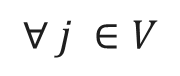 ∀ j ∈ V